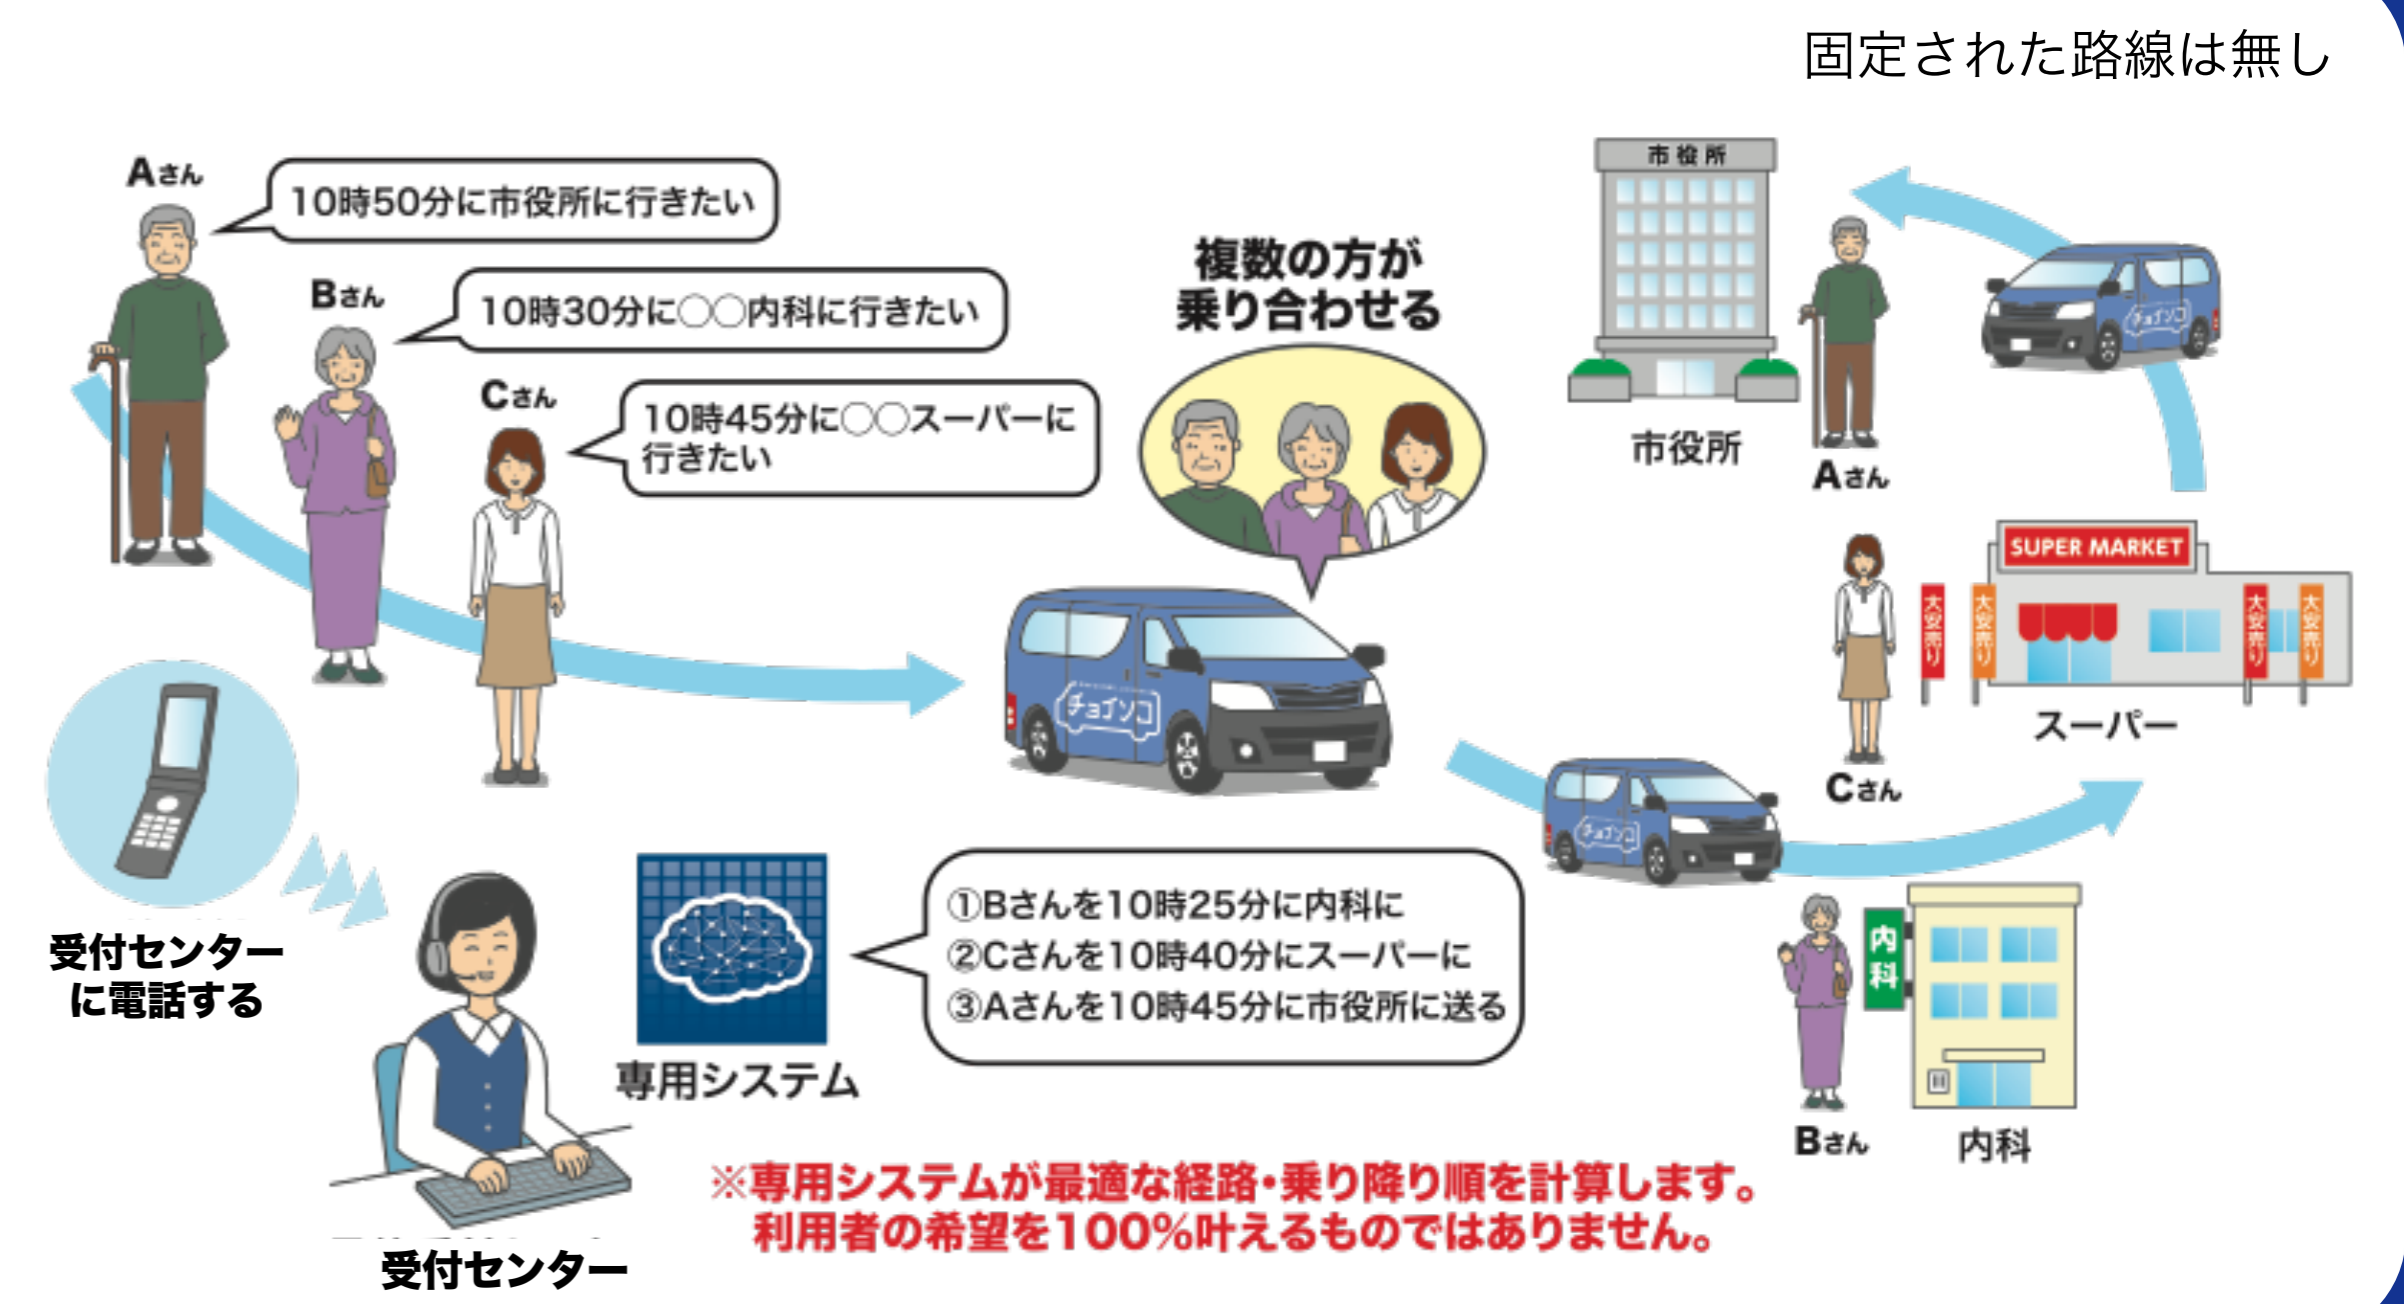 固定された路線は無し
Aさん
10時50分に市役所に行きたい
Bさん
10時30分に○○内科に行きたい
Cさん
10時45分に○○スーパーに
行きたい
複数の方が
乗り合わせる
チョイソコ
市役所
市役所
Aさん
チョイソコ
SUPER MARKET
大安売り
大安売り
大安売り
大安売り
スーパー
Cさん
チョイソコ
受付センター
に電話する
専用システム
①Bさんを10時25分に内科に
②Cさんを10時40分にスーパーに
③Aさんを10時45分に市役所に送る
内科
Bさん
内科
※専用システムが最適な経路・乗り降り順を計算します。
利用者の希望を100%叶えるものではありません。
受付センター